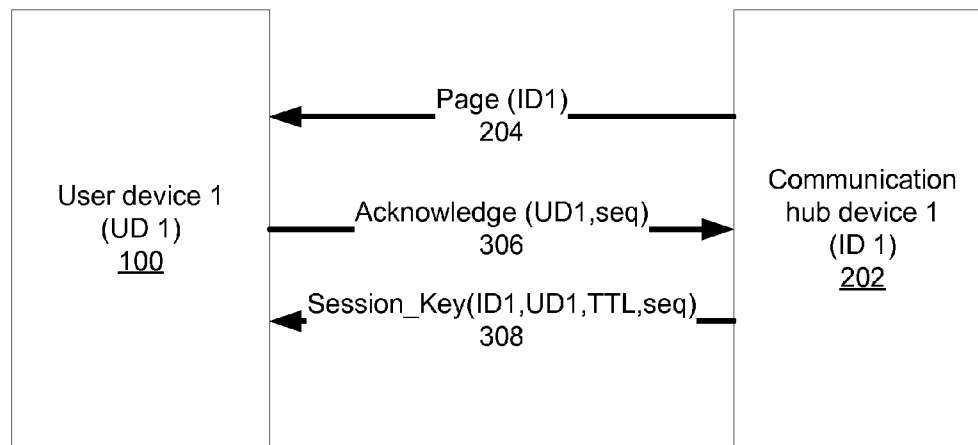 User device 1
(UD 1)
100
Page (ID1)
204
Acknowledge (UD1,seq)
306
Session_Key(ID1,UD1,TTL,seq)
308
Communication
hub device 1
(ID 1)
202